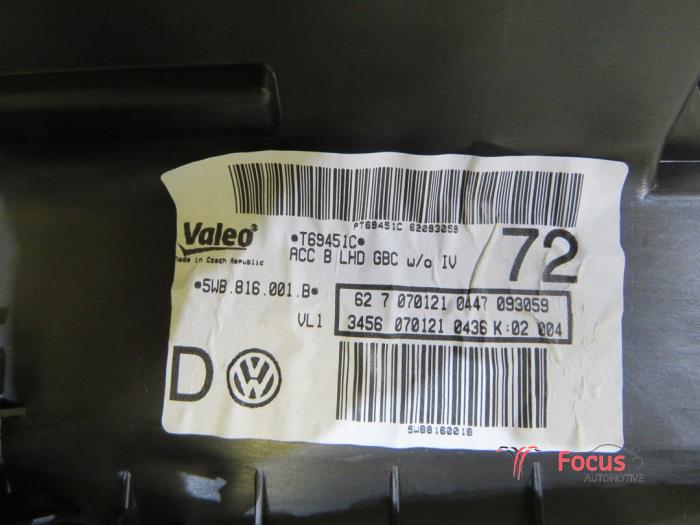 PT69451C 62093059
Valeo
Made in Czech Republic
*T69451C*
ACC B LHD GBC w/o IV
72
*5WB.816.001.B*
VL1
62 7 070121 0447 093059
3456 070121 0436 K:02 004
D
VW
5WB816001B
Focus
AUTOMOTIVE